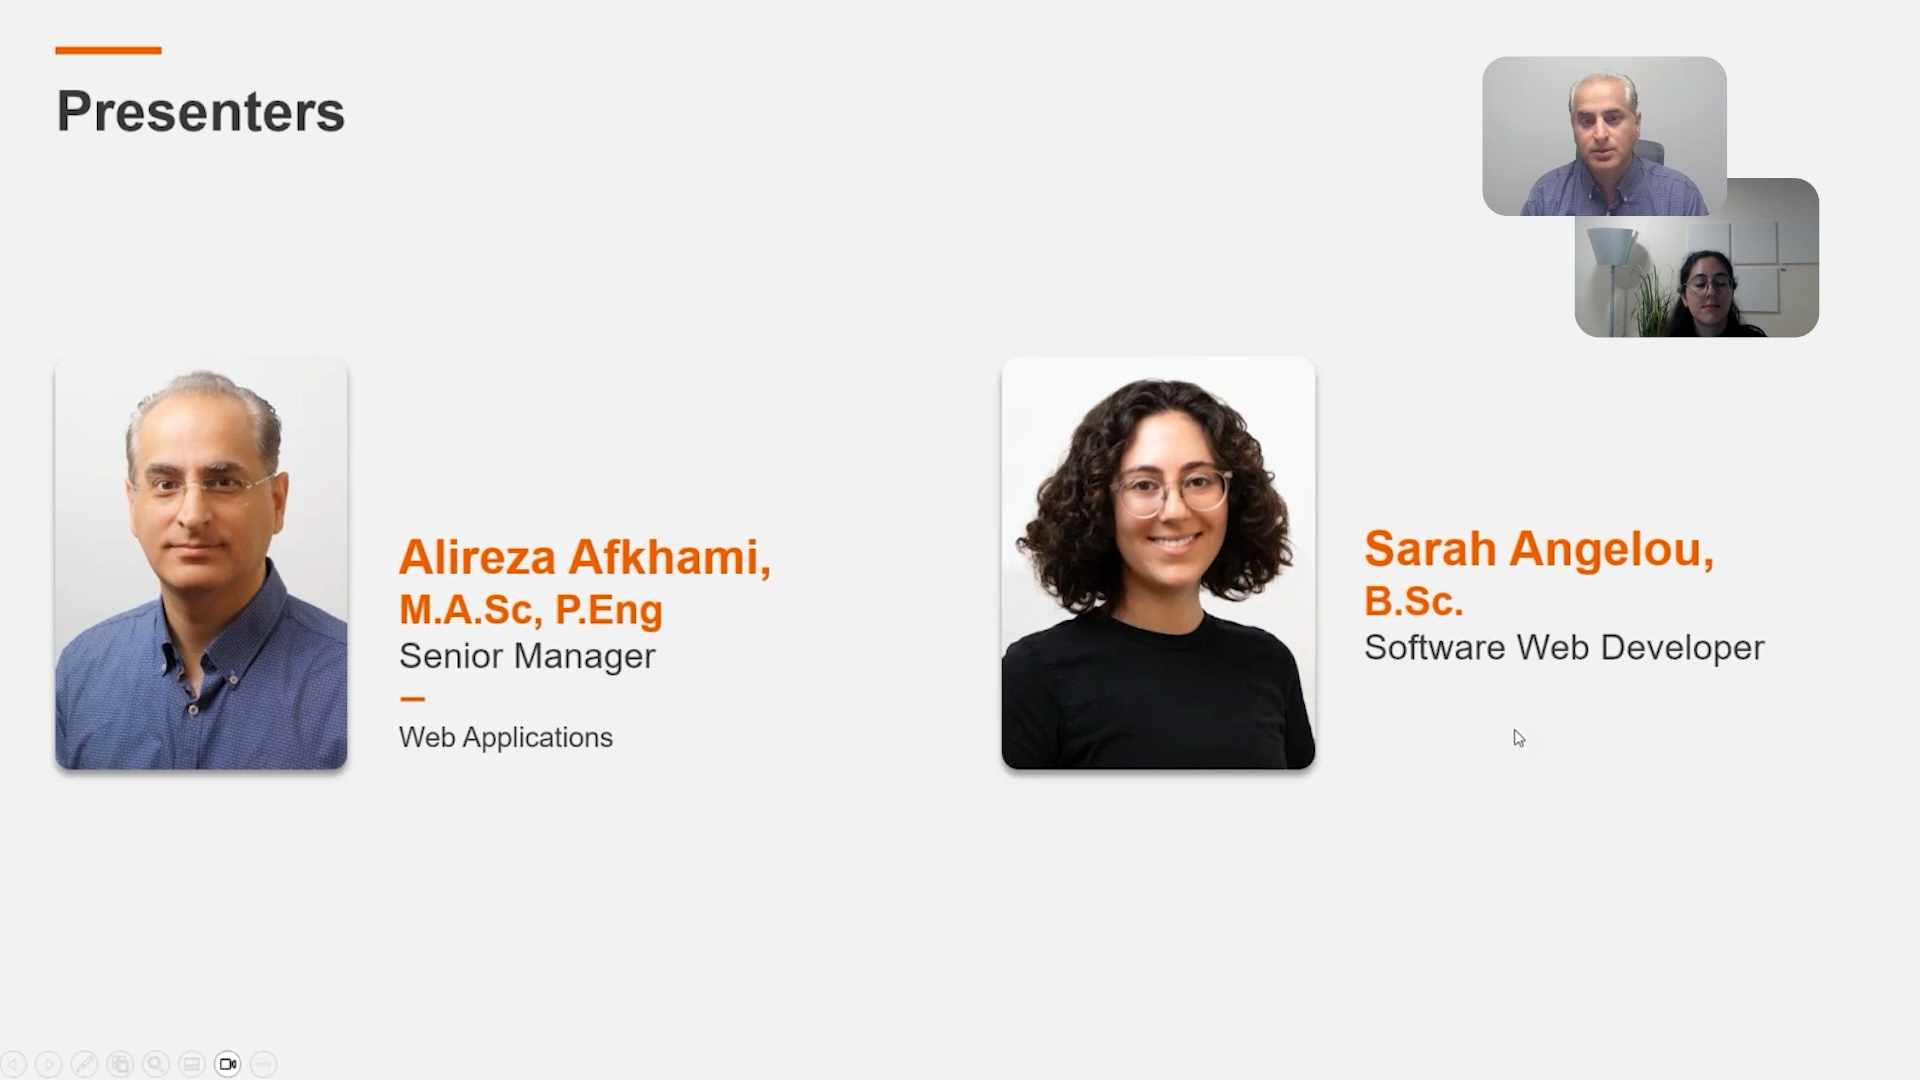 Presenters
Alireza Afkhami,
M.A.Sc, P.Eng
Senior Manager
Web Applications
Sarah Angelou,
B.Sc.
Software Web Developer